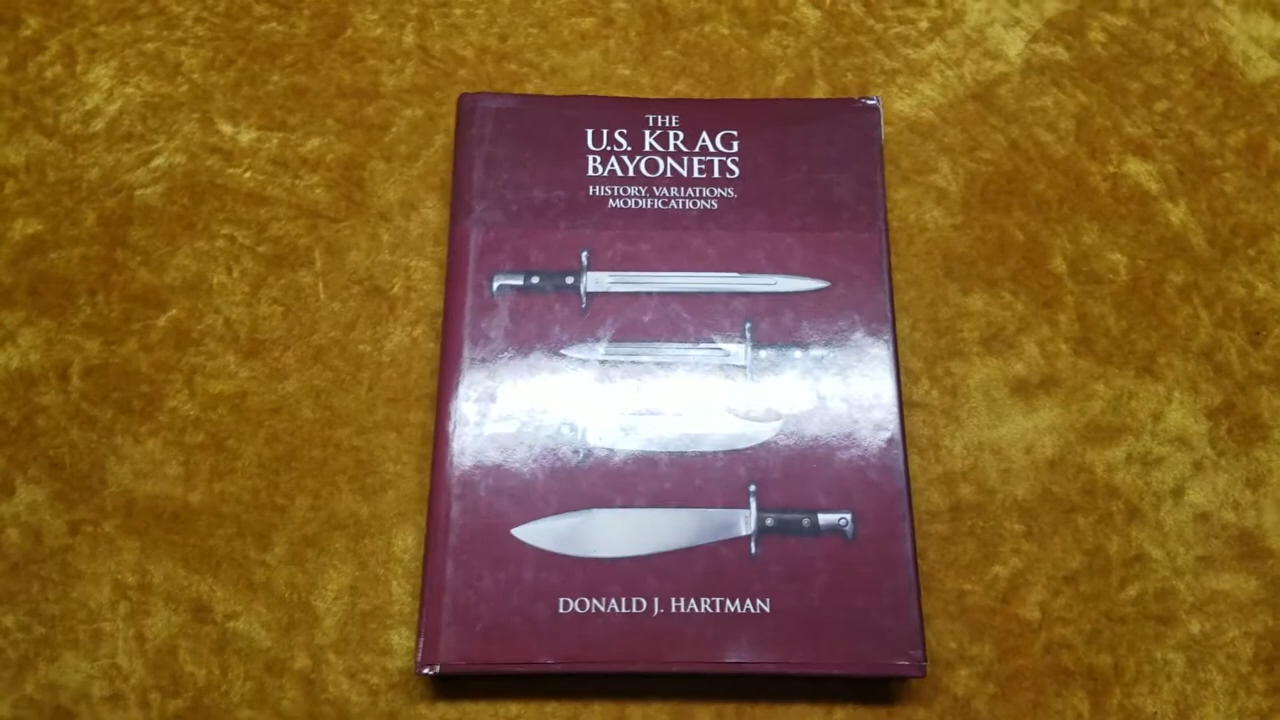 THE
U.S. KRAG
BAYONETS
HISTORY, VARIATIONS,
MODIFICATIONS
DONALD J. HARTMAN